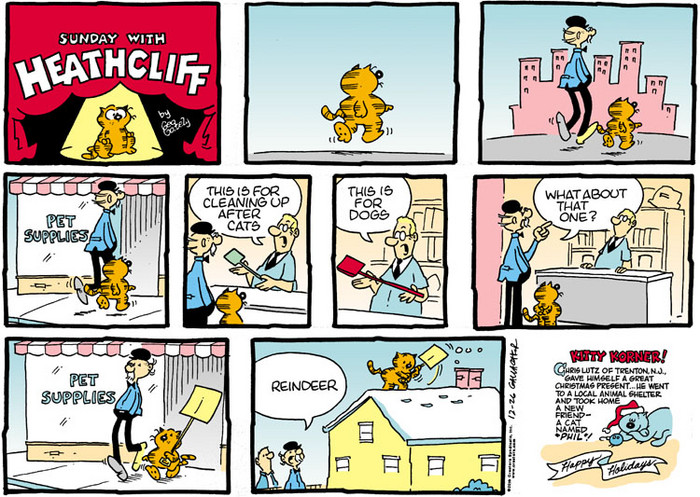 SUNDAY WITH
HEATHCLIFF
by
Geo
Gately
PET
SUPPLIES
THIS IS FOR
CLEANING UP
AFTER
CATS
THIS IS
FOR
DOGS
WHAT ABOUT
THAT
ONE?
PET
SUPPLIES
REINDEER
12-26 GALLAGHER
KITTY KORNER!
CHRIS LUTZ OF TRENTON, N.J.,
GAVE HIMSELF A GREAT
CHRISTMAS PRESENT... HE WENT
TO A LOCAL ANIMAL SHELTER
AND TOOK HOME
A NEW
FRIEND-
A CAT
NAMED
"PHIL"!
Happy
Holidays